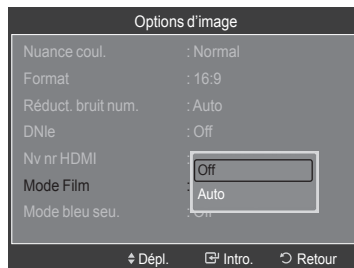 Options d'image
Nuance coul. : Normal
Format : 16:9
Réduct. bruit num. : Auto
DNIe : Off
Nv nr HDMI :
Off
Mode Film :
Auto
Mode bleu seu. : Off
Dépl. Intro. Retour